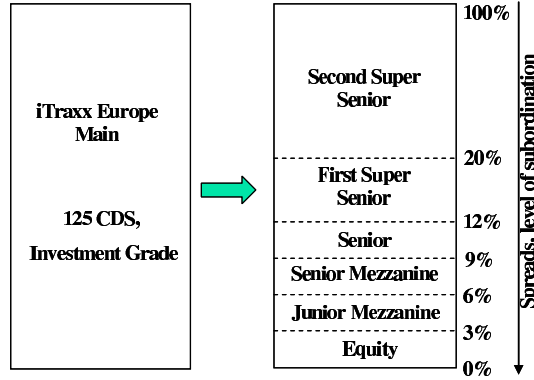 iTraxx Europe
Main
125 CDS,
Investment Grade
100%
Second Super
Senior
20%
First Super
Senior
12%
Senior
9%
Senior Mezzanine
6%
Junior Mezzanine
3%
Equity
0%
Spreads, level of subordination